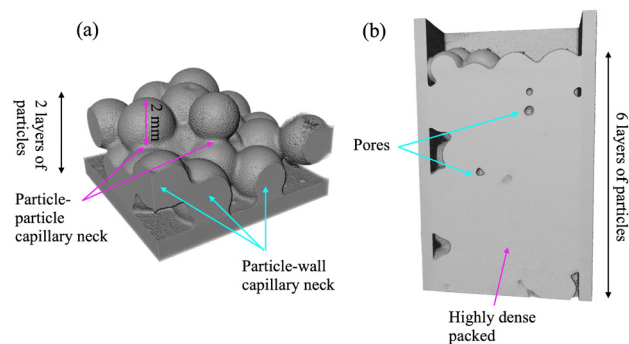 (a)
2 layers of
particles
2 mm
Particle-
particle
capillary neck
Particle-wall
capillary neck
(b)
Pores
6 layers of particles
Highly dense
packed